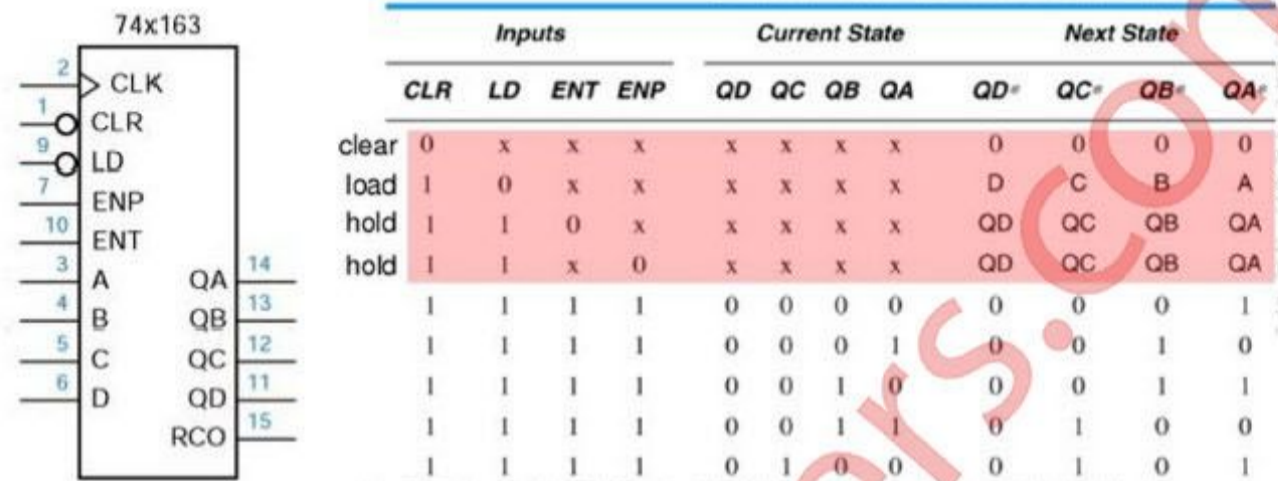 74x163
2 CLK
1 CLR
9 LD
7 ENP
10 ENT
3 A QA 14
4 B QB 13
5 C QC 12
6 D QD 11
RCO 15
Inputs Current State Next State
CLR LD ENT ENP QD QC QB QA QD* QC* QB* QA*
clear 0 x x x x x x x 0 0 0 0
load 1 0 x x x x x x D C B A
hold 1 1 0 x x x x x QD QC QB QA
hold 1 1 x 0 x x x x QD QC QB QA
1 1 1 1 0 0 0 0 0 0 0 1
1 1 1 1 0 0 0 1 0 0 1 0
1 1 1 1 0 0 1 0 0 0 1 1
1 1 1 1 0 0 1 1 0 1 0 0
1 1 1 1 0 1 0 0 0 1 0 1
rs.com